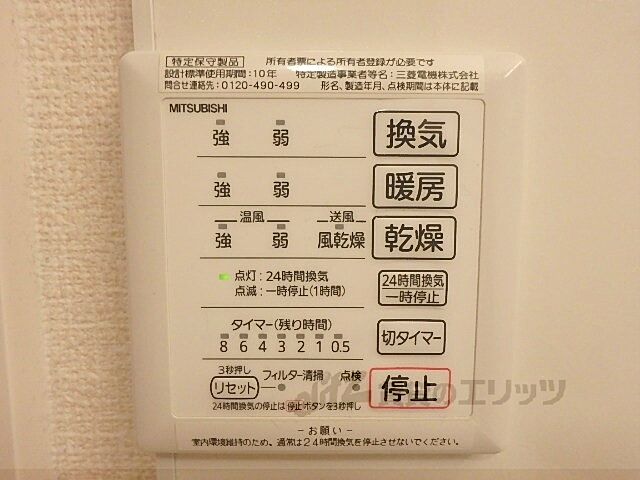 特定保守製品 所有者票による所有者登録が必要です
設計標準使用期間:10年 特定製造事業者等名:三菱電機株式会社
問合せ連絡先:0120-490-499 形名、製造年月、点検期間は本体に記載
MITSUBISHI
強 弱 換気
強 弱 暖房
温風 送風
強 弱 風乾燥 乾燥
点灯:24時間換気
点滅:一時停止(1時間)
24時間換気
一時停止
タイマー(残り時間)
8 6 4 3 2 1 0.5
切タイマー
3秒押し
リセット フィルター清掃 点検 停止
24時間換気の停止は停止ボタンを3秒押し
賃貸のエリッツ
- お願い -
室内環境維持のため、通常は24時間換気を停止させないでください。